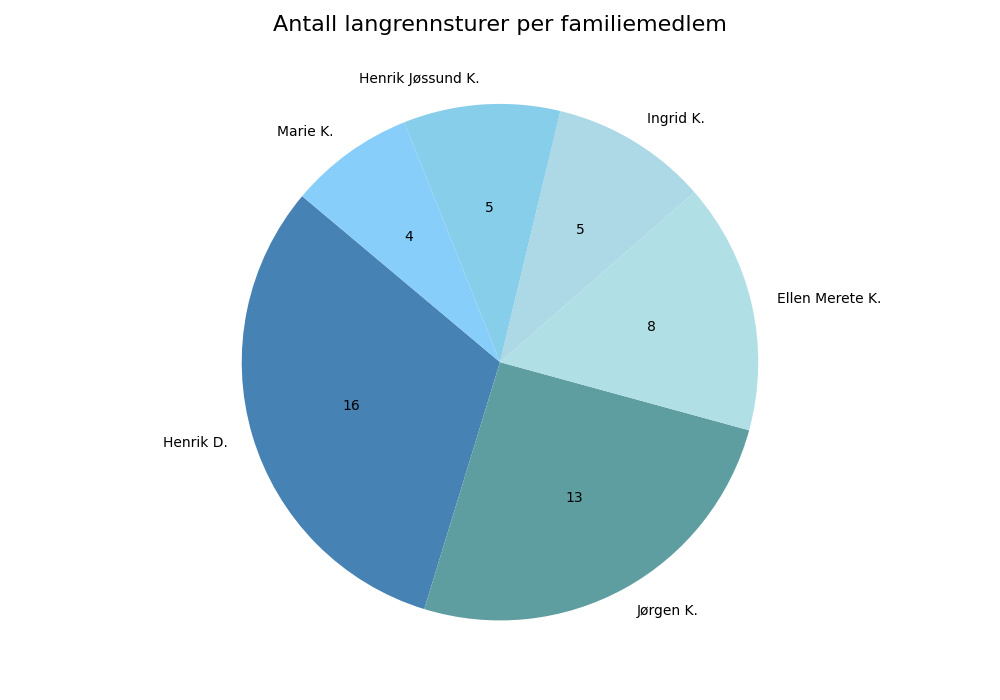 Antall langrennsturer per familiemedlem
Henrik Jøssund K.
Ingrid K.
Marie K.
5
5
4
Ellen Merete K.
8
16
Henrik D.
13
Jørgen K.